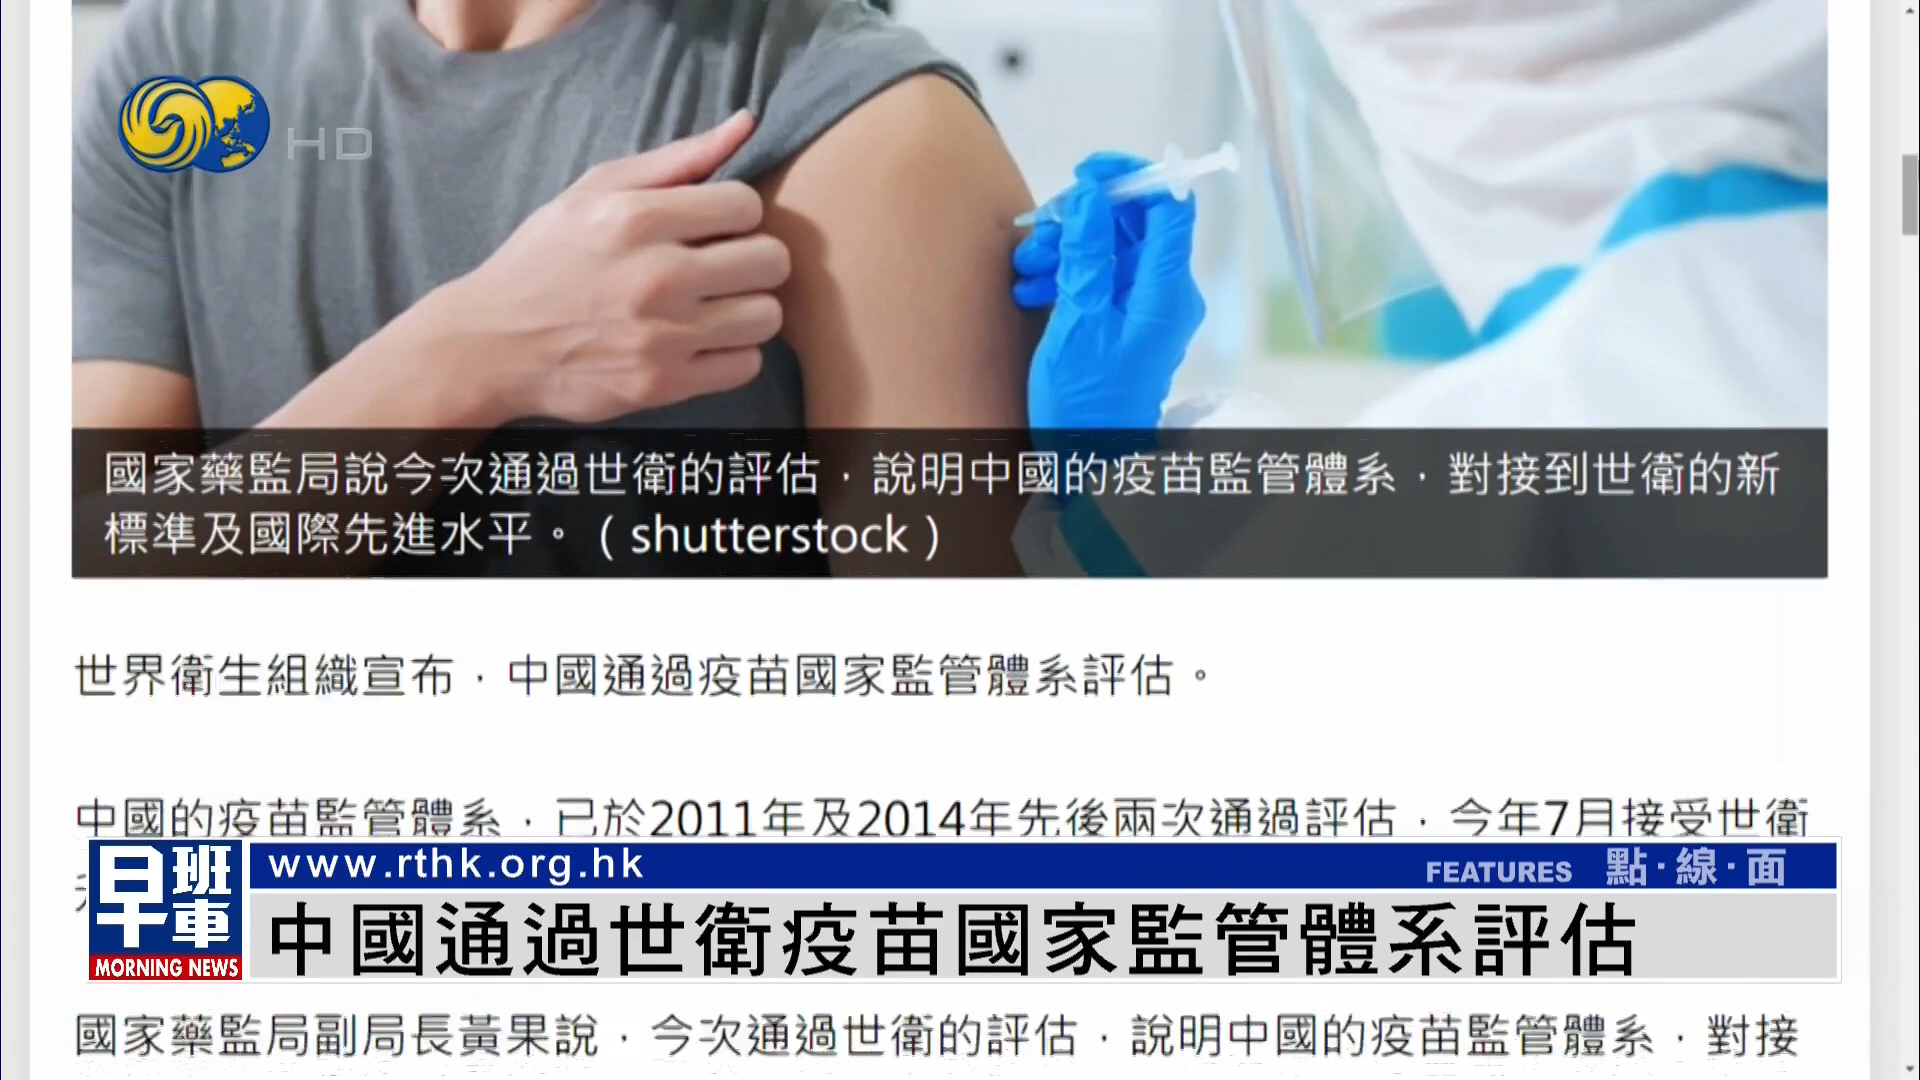 HD
國家藥監局說今次通過世衛的評估，說明中國的疫苗監管體系，對接到世衛的新
標準及國際先進水平。（shutterstock）
世界衛生組織宣布，中國通過疫苗國家監管體系評估。
中國的疫苗監管體系，已於2011年及2014年先後兩次通過評估，今年7月接受世衛
早班車
MORNING NEWS
www.rthk.org.hk
FEATURES 點·線·面
中國通過世衛疫苗國家監管體系評估
國家藥監局副局長黃果說，今次通過世衛的評估，說明中國的疫苗監管體系，對接